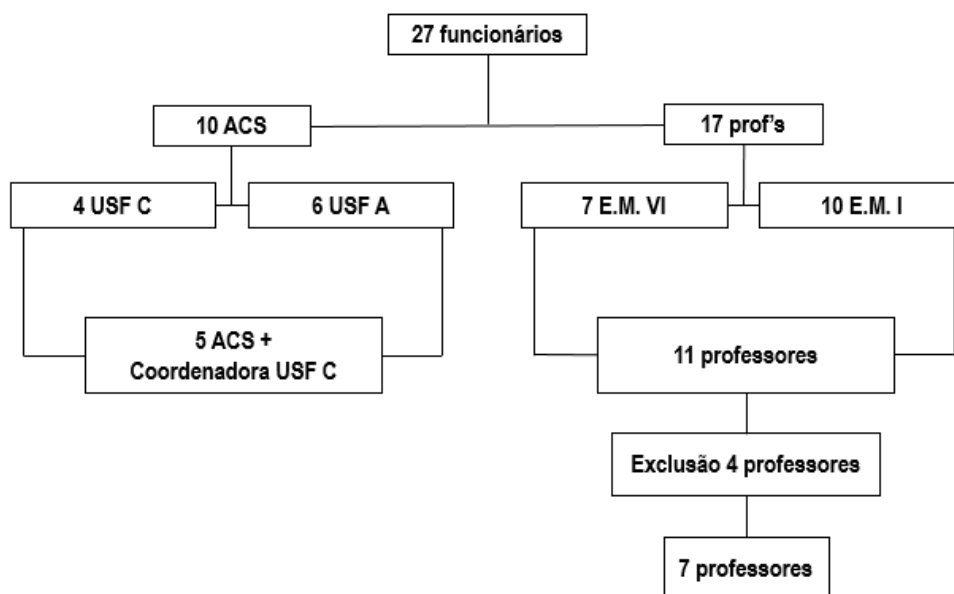 27 funcionários
10 ACS
17 prof's
4 USF C
6 USF A
7 E.M. VI
10 E.M. I
5 ACS +
Coordenadora USF C
11 professores
Exclusão 4 professores
7 professores